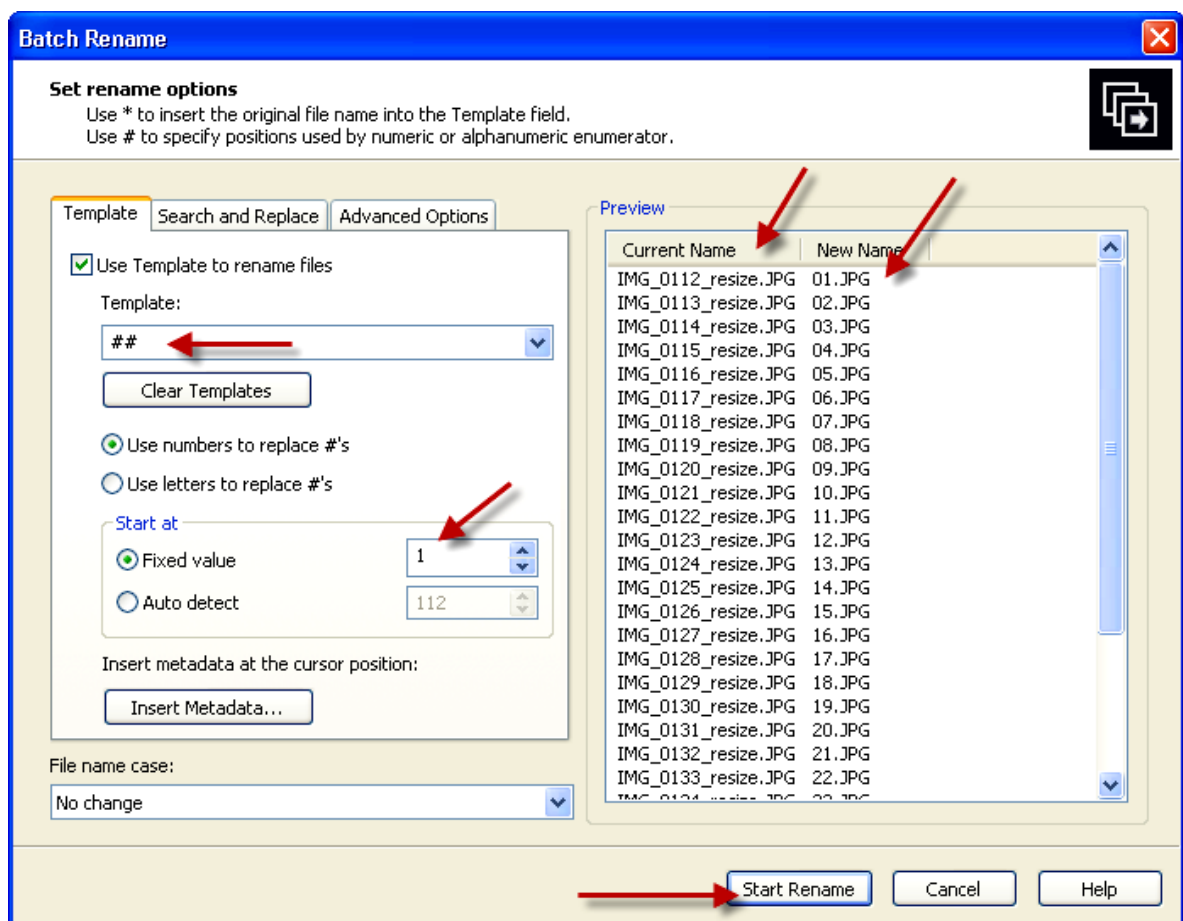 Batch Rename
Set rename options
Use * to insert the original file name into the Template field.
Use # to specify positions used by numeric or alphanumeric enumerator.
Template Search and Replace Advanced Options
Use Template to rename files
Template:
##
Clear Templates
Use numbers to replace #'s
Use letters to replace #'s
Start at
Fixed value 1
Auto detect 112
Insert metadata at the cursor position:
Insert Metadata...
File name case:
No change
Preview
Current Name New Name
IMG_0112_resize.JPG 01.JPG
IMG_0113_resize.JPG 02.JPG
IMG_0114_resize.JPG 03.JPG
IMG_0115_resize.JPG 04.JPG
IMG_0116_resize.JPG 05.JPG
IMG_0117_resize.JPG 06.JPG
IMG_0118_resize.JPG 07.JPG
IMG_0119_resize.JPG 08.JPG
IMG_0120_resize.JPG 09.JPG
IMG_0121_resize.JPG 10.JPG
IMG_0122_resize.JPG 11.JPG
IMG_0123_resize.JPG 12.JPG
IMG_0124_resize.JPG 13.JPG
IMG_0125_resize.JPG 14.JPG
IMG_0126_resize.JPG 15.JPG
IMG_0127_resize.JPG 16.JPG
IMG_0128_resize.JPG 17.JPG
IMG_0129_resize.JPG 18.JPG
IMG_0130_resize.JPG 19.JPG
IMG_0131_resize.JPG 20.JPG
IMG_0132_resize.JPG 21.JPG
IMG_0133_resize.JPG 22.JPG
Start Rename Cancel Help